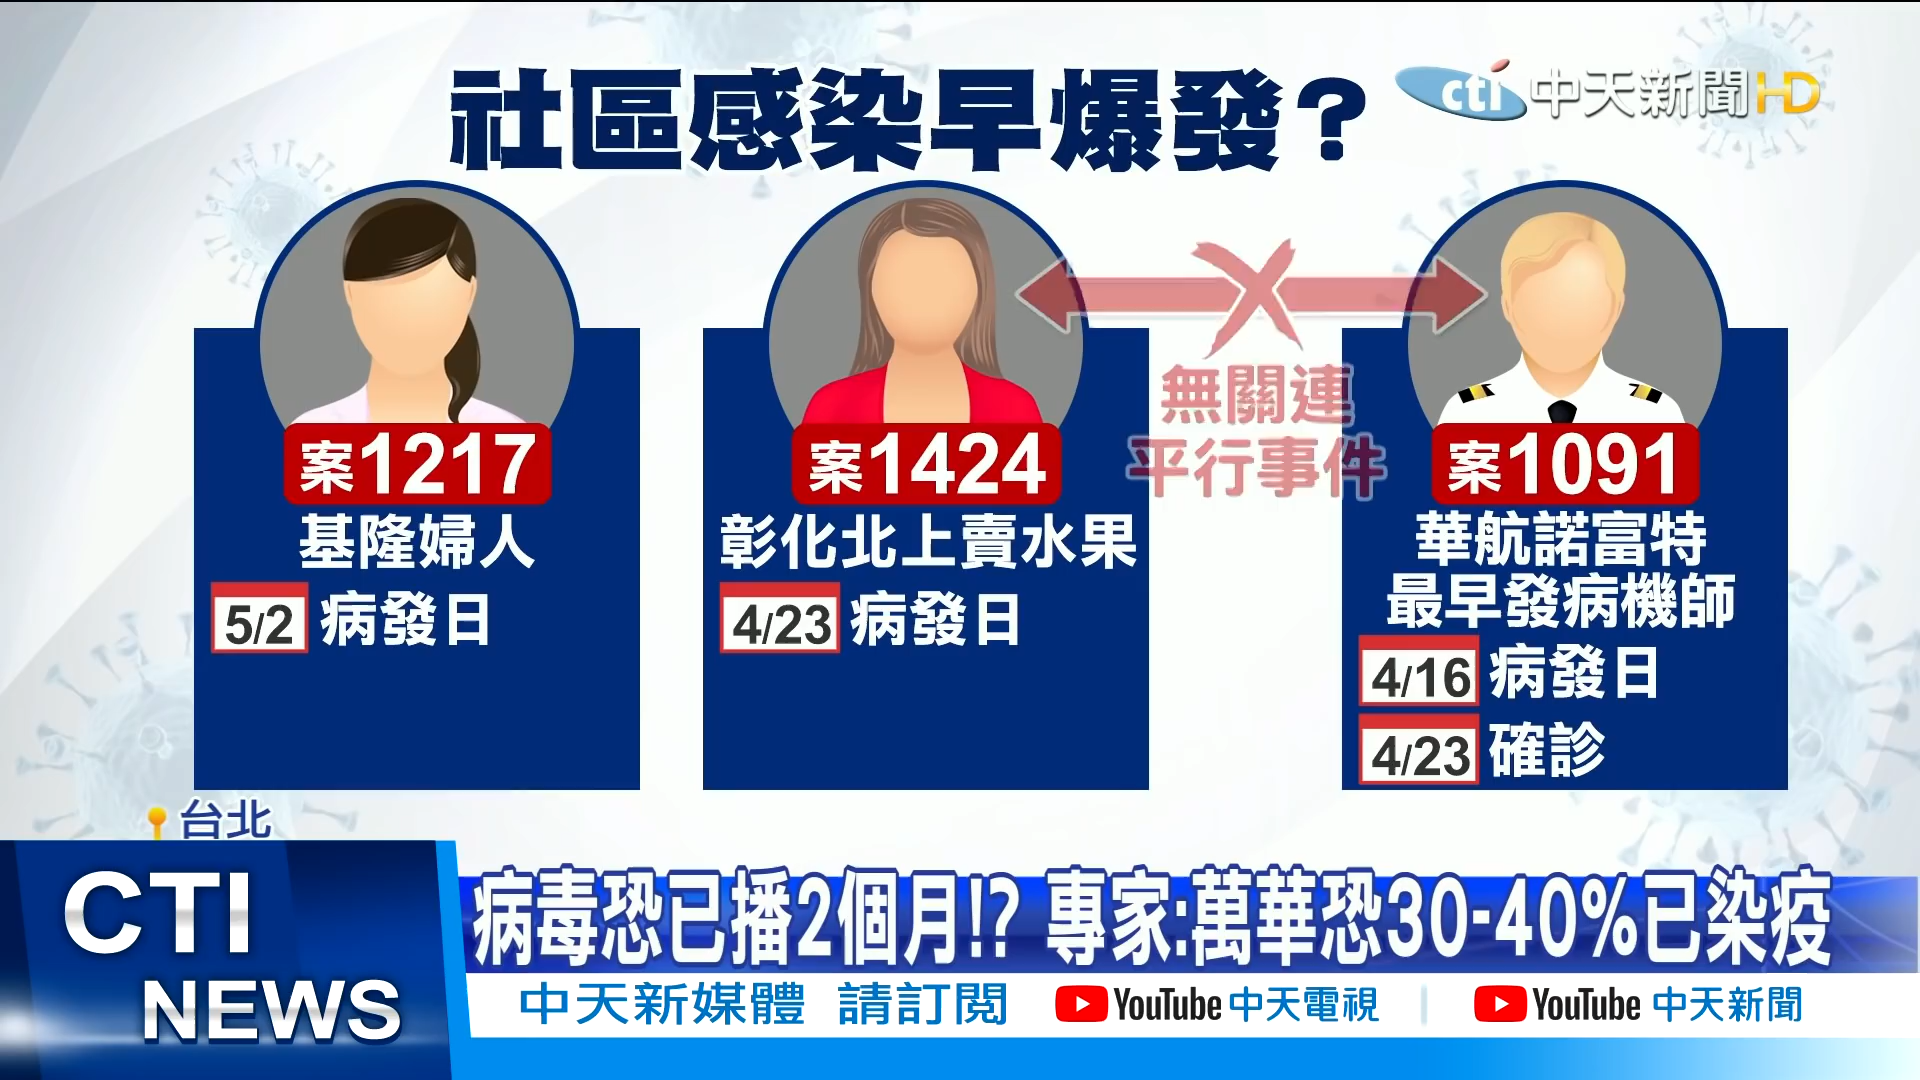 社區感染早爆發?
cti 中天新聞HD
無關連
平行事件
案1217
基隆婦人
5/2 病發日
案1424
彰化北上賣水果
4/23 病發日
案1091
華航諾富特
最早發病機師
4/16 病發日
4/23 確診
台北
CTI
NEWS
病毒恐已播2個月!? 專家:萬華恐30-40%已染疫
中天新媒體 請訂閱 YouTube 中天電視 | YouTube 中天新聞